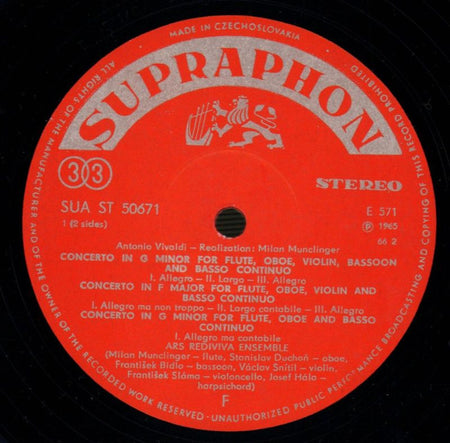 MADE IN CZECHOSLOVAKIA
ALL RIGHTS OF THE MANUFACTURER AND OF THE OWNER OF THE RECORDED WORK RESERVED - UNAUTHORIZED PUBLIC PERFORMANCE BROADCASTING AND COPYING OF THIS RECORD PROHIBITED
SUPRAPHON
33
STEREO
SUA ST 50671
E 571
1 (2 sides)
℗ 1965
66 2
Antonio Vivaldi – Realization: Milan Munclinger
CONCERTO IN G MINOR FOR FLUTE, OBOE, VIOLIN, BASSOON
AND BASSO CONTINUO
I. Allegro – II. Largo – III. Allegro
CONCERTO IN F MAJOR FOR FLUTE, OBOE, VIOLIN AND
BASSO CONTINUO
I. Allegro ma non troppo – II. Largo cantabile – III. Allegro
CONCERTO IN G MINOR FOR FLUTE, OBOE AND BASSO
CONTINUO
I. Allegro ma cantabile
ARS REDIVIVA ENSEMBLE
(Milan Munclinger – flute, Stanislav Duchoň – oboe,
František Bidlo – bassoon, Václav Snítil – violin,
František Sláma – violoncello, Josef Hála –
harpsichord)
F